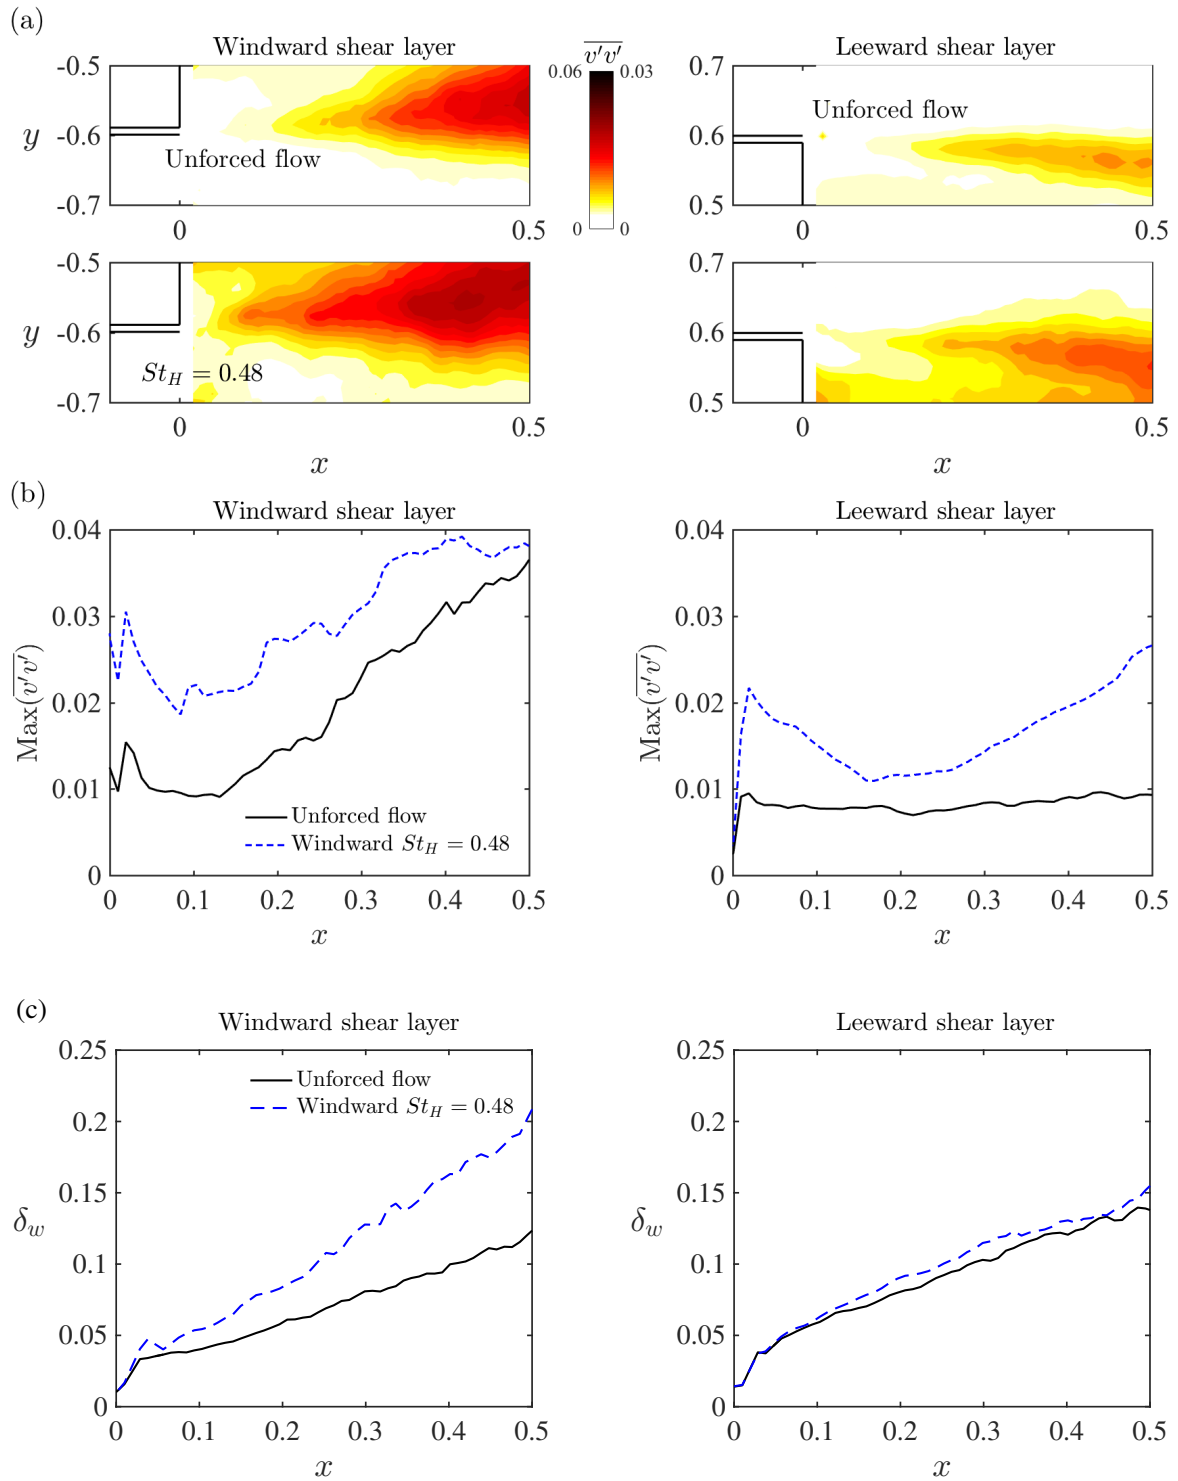 (a)
Windward shear layer
v'v'
0.06 0.03
0 0
-0.5
-0.6
-0.7
y
Unforced flow
0 0.5
Leeward shear layer
0.7
0.6
0.5
Unforced flow
0 0.5
-0.5
-0.6
-0.7
y
St_H = 0.48
0 0.5
x
0.7
0.6
0.5
0 0.5
x
(b)
Windward shear layer
0.04
0.03
0.02
0.01
0
Max(v'v')
Unforced flow
Windward St_H = 0.48
0 0.1 0.2 0.3 0.4 0.5
x
Leeward shear layer
0.04
0.03
0.02
0.01
0
Max(v'v')
0 0.1 0.2 0.3 0.4 0.5
x
(c)
Windward shear layer
0.25
0.2
0.15
0.1
0.05
0
δ_w
Unforced flow
Windward St_H = 0.48
0 0.1 0.2 0.3 0.4 0.5
x
Leeward shear layer
0.25
0.2
0.15
0.1
0.05
0
δ_w
0 0.1 0.2 0.3 0.4 0.5
x